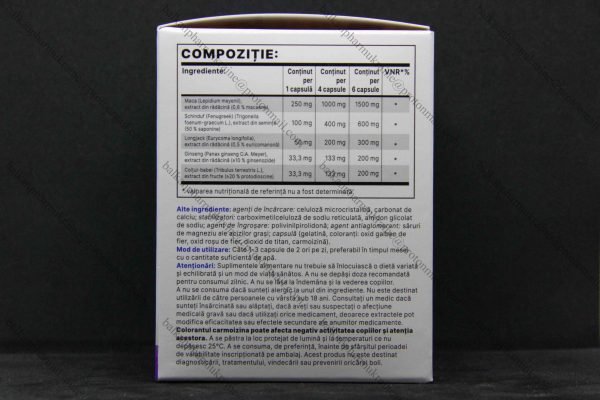 COMPOZIȚIE:
Ingrediente: Conținut per 1 capsulă Conținut per 4 capsule Conținut per 6 capsule VNR*%
Maca (Lepidium meyenii), extract din rădăcină (0,6 % macaene) 250 mg 1000 mg 1500 mg *
Schinduf (Fenugreek) (Trigonella foenum-graecum L.), extract din semințe (50 % saponine) 100 mg 400 mg 600 mg *
Longjack (Eurycoma longifolia), extract din rădăcină (0,5 % euricomanonă) 50 mg 200 mg 300 mg *
Ginseng (Panax ginseng C.A. Meyer), extract din rădăcină (≥10 % ginsenozide) 33,3 mg 133 mg 200 mg *
Colții-babei (Tribulus terrestris L.), extract din fructe (≥20 % protodioscine) 33,3 mg 133 mg 200 mg *
*Valoarea nutrițională de referință nu a fost determinată.
Alte ingrediente: agenți de încărcare: celuloză microcristalină, carbonat de
calciu; stabilizatori: carboximetilceluloză de sodiu reticulată, amidon glicolat
de sodiu; agent de îngroșare: polivinilpirolidonă; agent antiaglomerant: săruri
de magneziu ale acizilor grași; capsulă (gelatină, coloranți: oxid galben de
fier, oxid roșu de fier, dioxid de titan, carmoizină).
Mod de utilizare: Câte 1-3 capsule de 2 ori pe zi, preferabil în timpul mesei,
cu o cantitate suficientă de apă.
Atenționări: Suplimentele alimentare nu trebuie să înlocuiască o dietă variată
și echilibrată și un mod de viață sănătos. A nu se depăși doza recomandată
pentru consumul zilnic. A nu se lăsa la îndemâna și la vederea copiilor.
A nu se consuma dacă sunteți alergic la unul din ingrediente. Nu este destinat
utilizării de către persoanele cu vârsta sub 18 ani. Consultați un medic dacă
sunteți însărcinată sau alăptați, dacă aveți sau suspectați o afecțiune
medicală gravă sau dacă utilizați orice medicament, deoarece extractele pot
modifica eficacitatea sau efectele secundare ale anumitor medicamente.
Colorantul carmoizina poate afecta negativ activitatea copiilor și atenția
acestora. A se păstra la loc protejat de lumină și la temperaturi ce nu
depășesc 25°C. A se consuma, de preferință, înainte de sfârșitul perioadei
de valabilitate inscripțională pe ambalaj. Acest produs nu este destinat
diagnosticării, tratamentului, vindecării sau prevenirii oricărei boli.